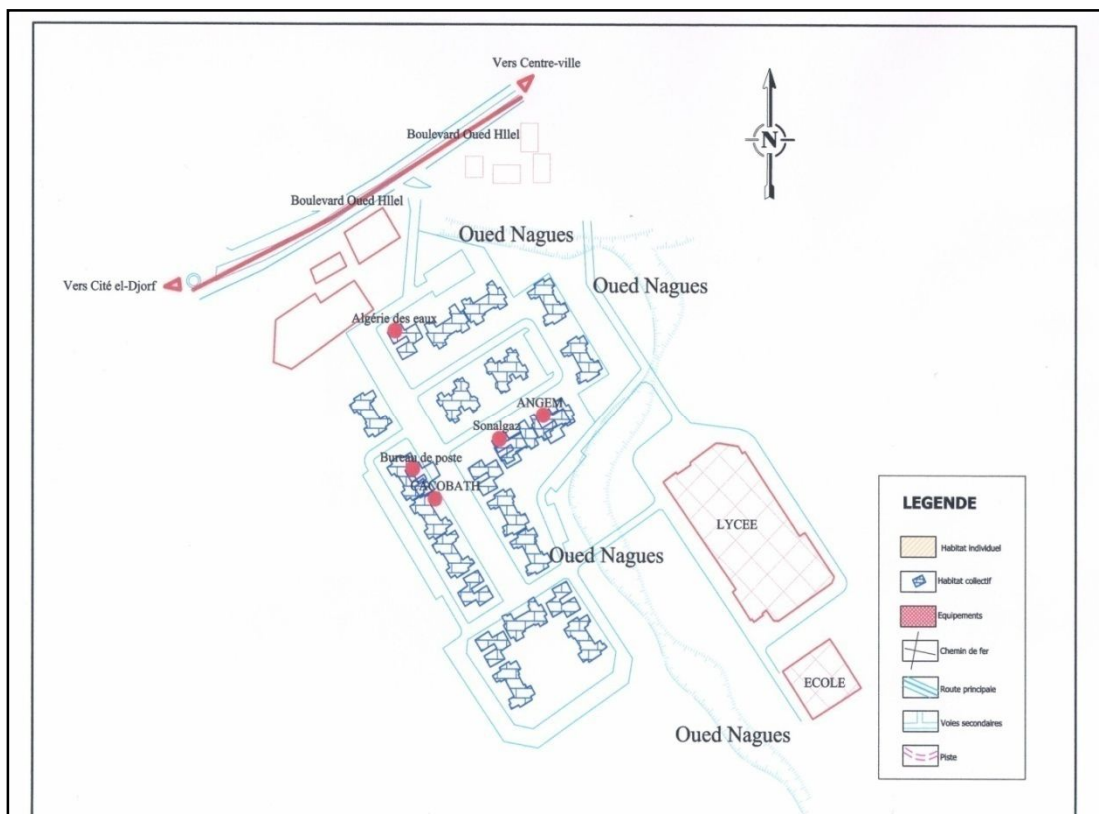 Vers Centre-ville
Boulevard Oued Hllel
N
Boulevard Oued Hllel
Oued Nagues
Vers Cité el-Djorf
Oued Nagues
Algérie des eaux
ANGEM
Sonalgaz
Bureau de poste
CACOBATH
LYCEE
Oued Nagues
ECOLE
Oued Nagues
LEGENDE
Habitat individuel
Habitat collectif
Equipements
Chemin de fer
Route principale
Voies secondaires
Piste